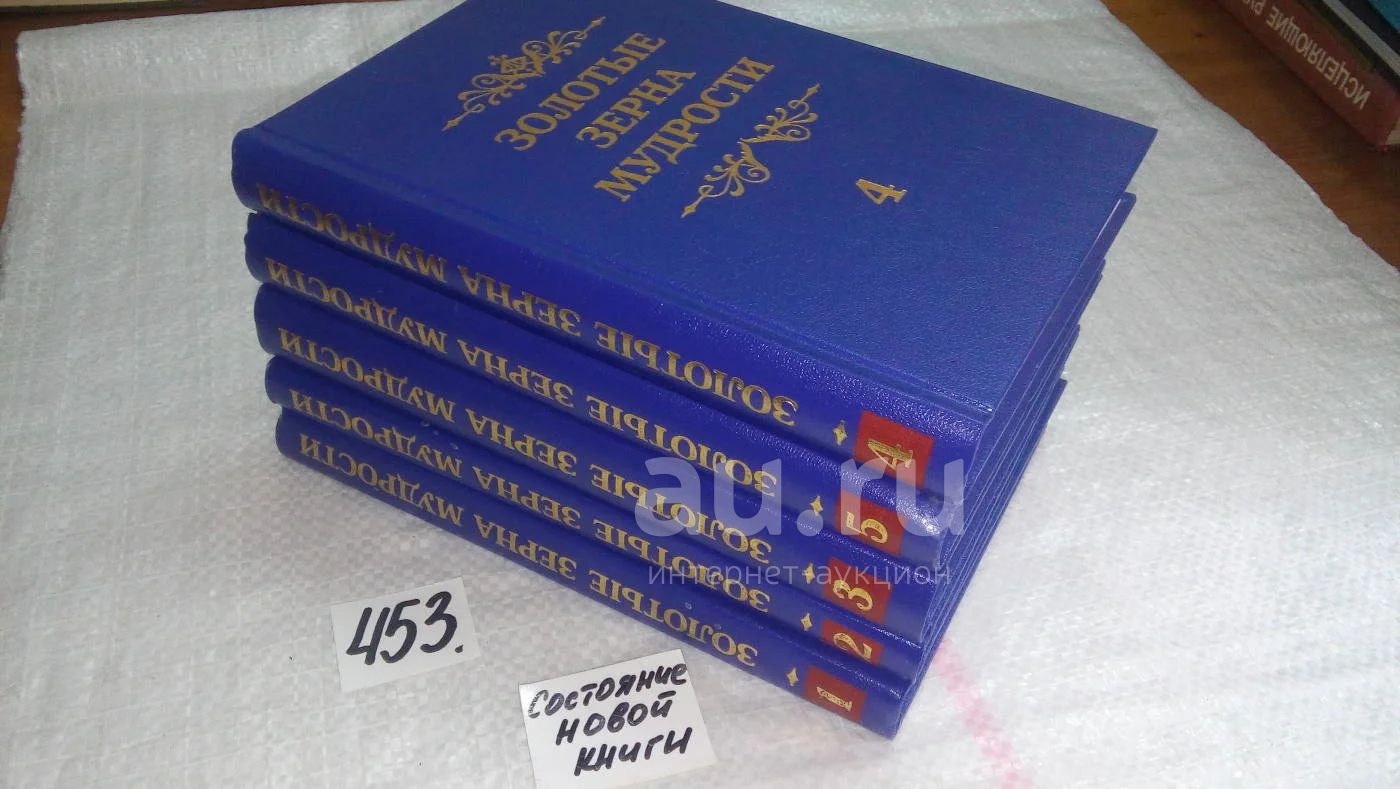 ЗОЛОТЫЕ
ЗЕРНА
МУДРОСТИ
4
ЗОЛОТЫЕ ЗЕРНА МУДРОСТИ 4
ЗОЛОТЫЕ ЗЕРНА МУДРОСТИ 5
ЗОЛОТЫЕ ЗЕРНА МУДРОСТИ 3
ЗОЛОТЫЕ ЗЕРНА МУДРОСТИ 2
ЗОЛОТЫЕ ЗЕРНА МУДРОСТИ 1
453.
СОСТОЯНИЕ
НОВОЙ
КНИГИ
ИСЦЕЛЯЮЩИЕ
au.ru
интернет-аукцион